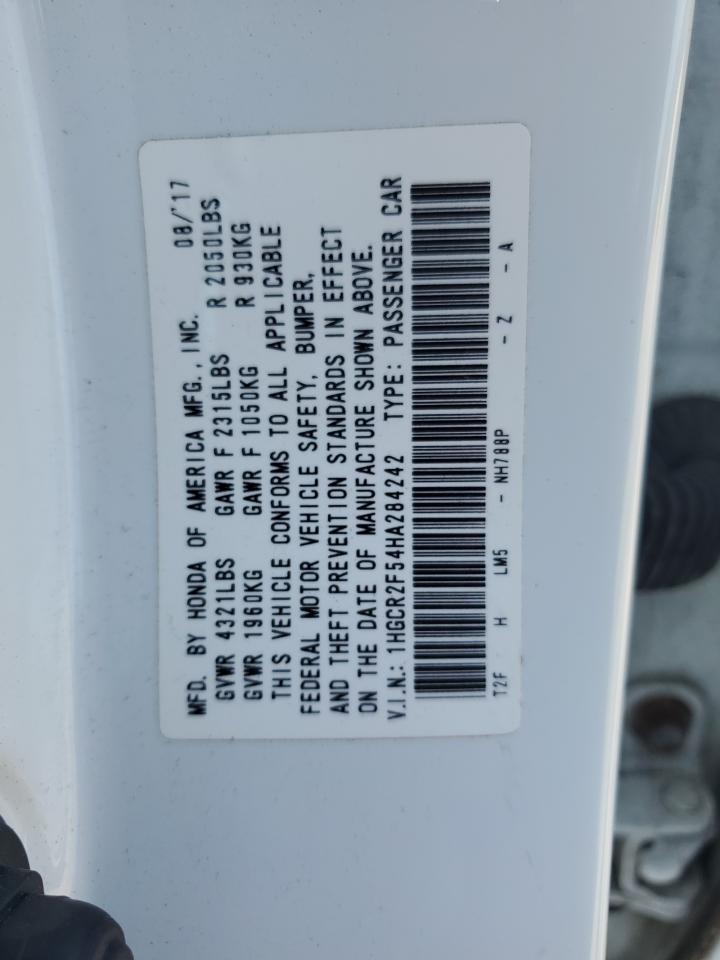 MFD. BY HONDA OF AMERICA MFG., INC. 08/'17
GVWR 4321LBS GAWR F 2315LBS R 2050LBS
GVWR 1960KG GAWR F 1050KG R 930KG
THIS VEHICLE CONFORMS TO ALL APPLICABLE
FEDERAL MOTOR VEHICLE SAFETY, BUMPER,
AND THEFT PREVENTION STANDARDS IN EFFECT
ON THE DATE OF MANUFACTURE SHOWN ABOVE.
V.I.N.: 1HGCR2F54HA284242 TYPE: PASSENGER CAR
T2F H LM5 - NH788P - Z - A